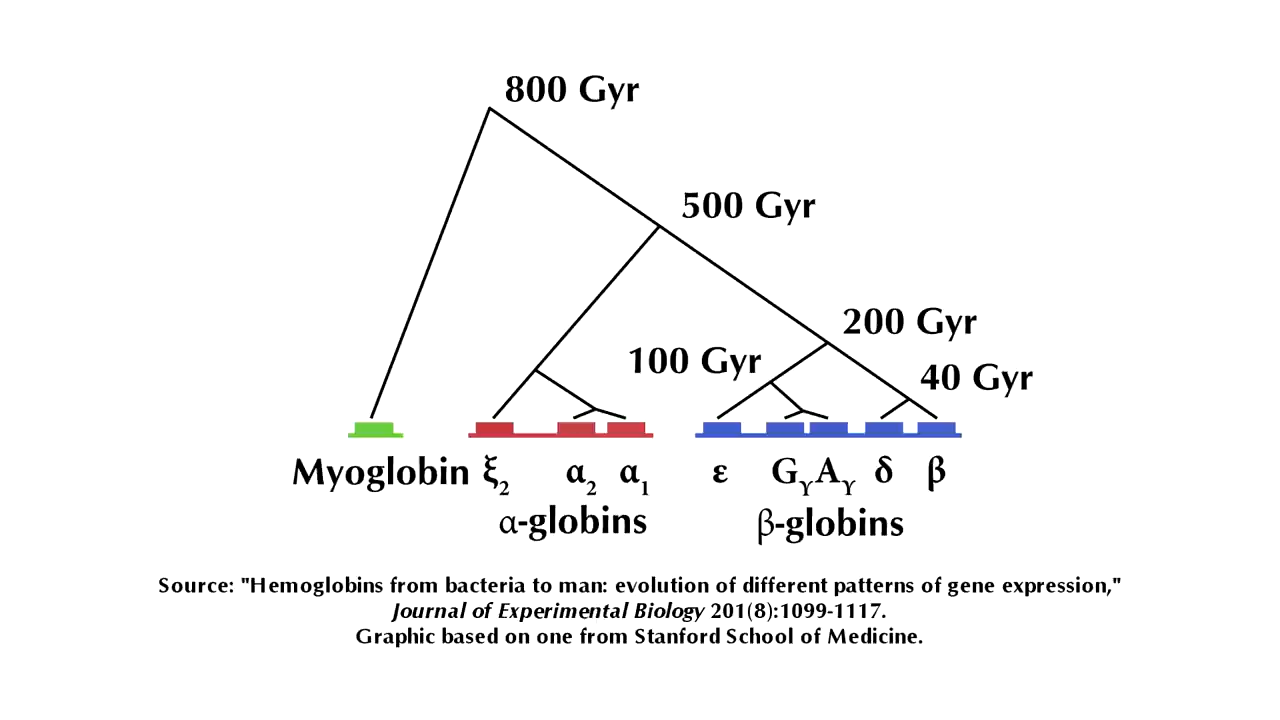 800 Gyr
500 Gyr
200 Gyr
100 Gyr
40 Gyr
Myoglobin ξ₂ α₂ α₁ ε Gᵧ Aᵧ δ β
α-globins β-globins
Source: "Hemoglobins from bacteria to man: evolution of different patterns of gene expression,"
Journal of Experimental Biology 201(8):1099-1117.
Graphic based on one from Stanford School of Medicine.